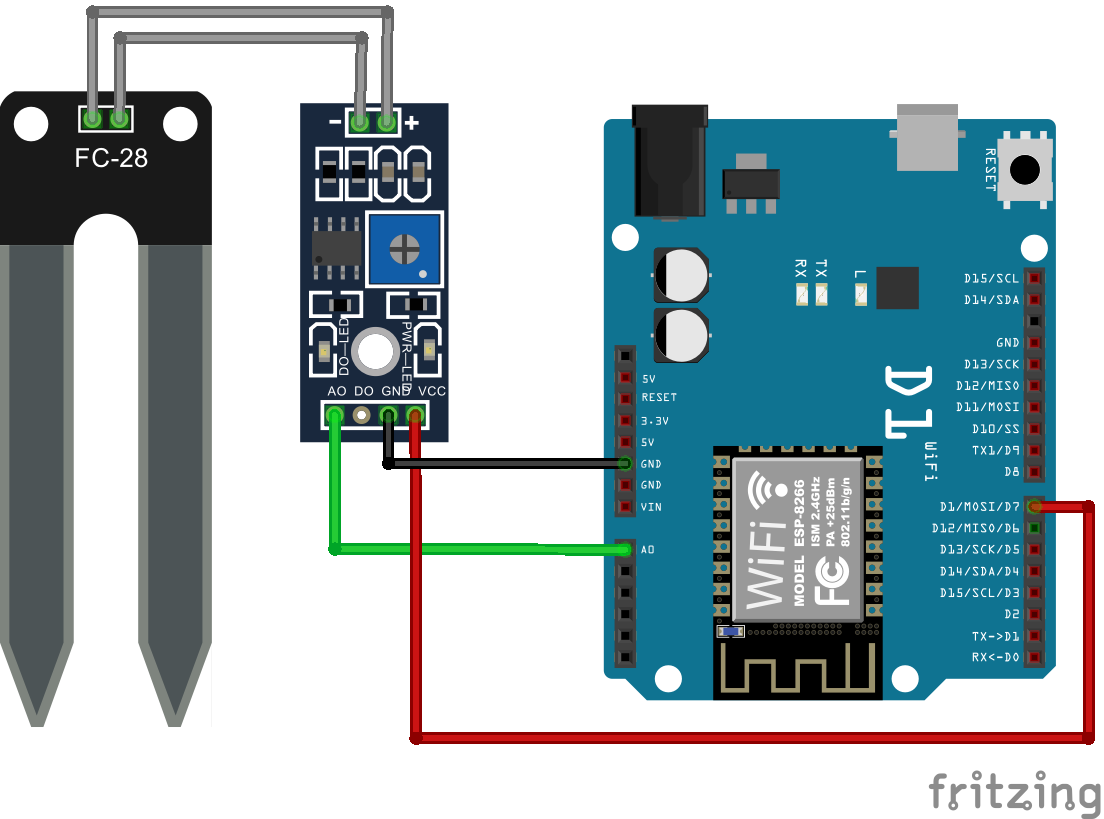 FC-28
- +
DO-LED
PWR-LED
AO DO GND VCC
RESET
RX
TX
L
5V
RESET
3.3V
5V
GND
GND
VIN
A0
D1
WiFi
D15/SCL
D14/SDA
GND
D13/SCK
D12/MISO
D11/MOSI
D10/SS
TX1/D9
D8
D1/MOSI/D7
D12/MISO/D6
D13/SCK/D5
D14/SDA/D4
D15/SCL/D3
D2
TX->D1
RX<-D0
WiFi
MODEL ESP-8266
ISM 2.4GHz
PA +25dBm
802.11b/g/n
FC
fritzing